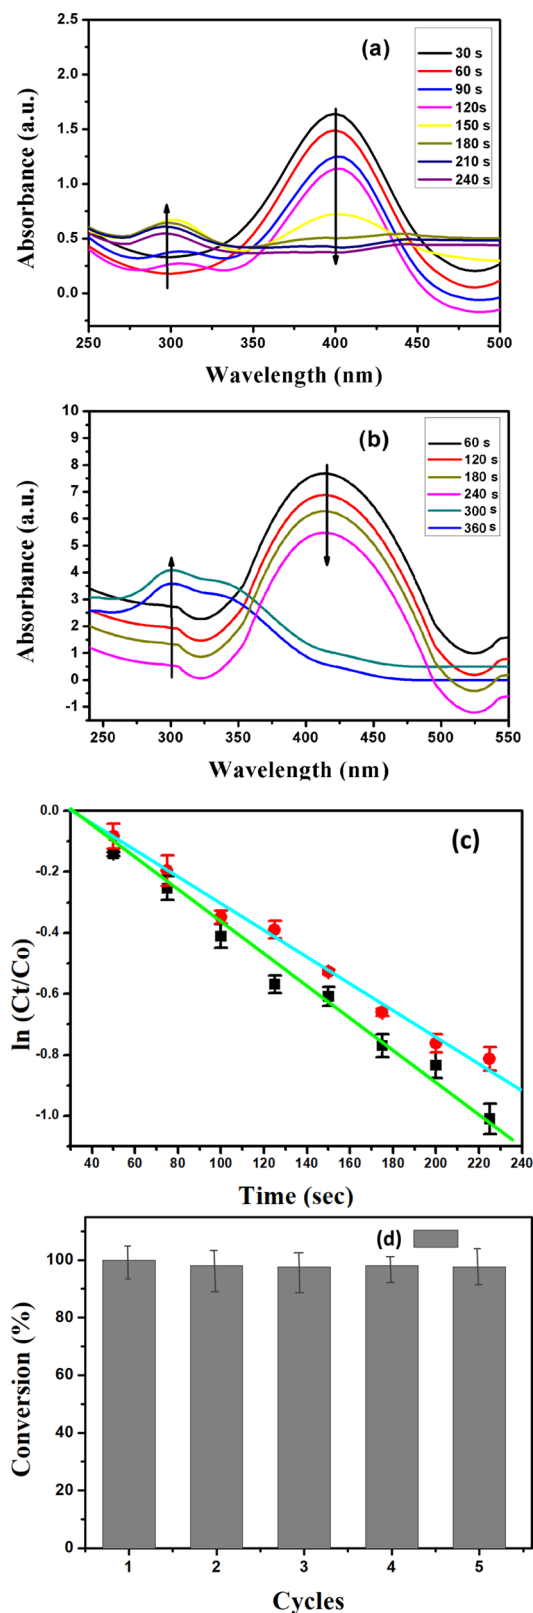 (a)
2.5
2.0
1.5
1.0
0.5
0.0
Absorbance (a.u.)
30 s
60 s
90 s
120s
150 s
180 s
210 s
240 s
250 300 350 400 450 500
Wavelength (nm)
(b)
10
9
8
7
6
5
4
3
2
1
0
-1
Absorbance (a.u.)
60 s
120 s
180 s
240 s
300 s
360 s
250 300 350 400 450 500 550
Wavelength (nm)
(c)
0.0
-0.2
-0.4
-0.6
-0.8
-1.0
ln (Ct/Co)
40 60 80 100 120 140 160 180 200 220 240
Time (sec)
(d)
100
80
60
40
20
0
Conversion (%)
1 2 3 4 5
Cycles